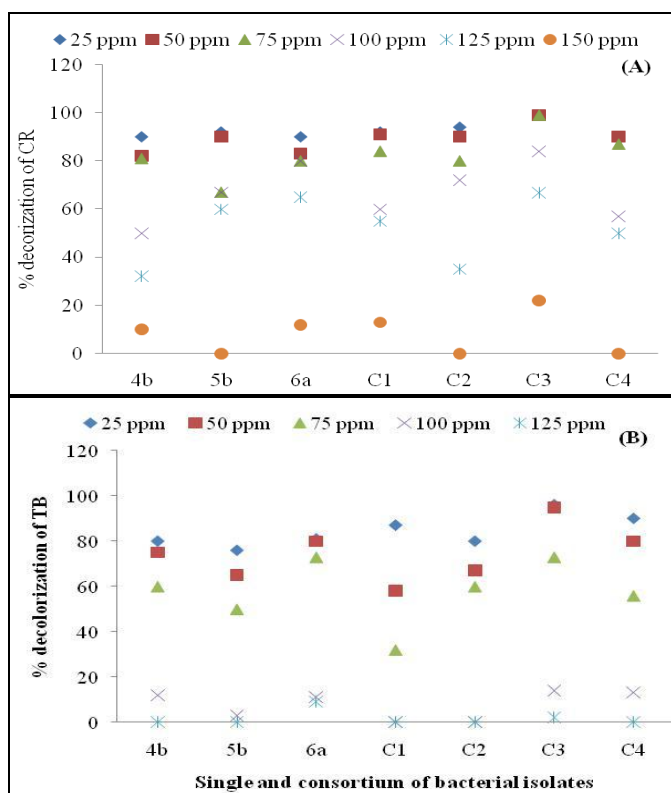 25 ppm 50 ppm 75 ppm 100 ppm 125 ppm 150 ppm
(A)
120
100
80
60
40
20
0
% decorization of CR
4b 5b 6a C1 C2 C3 C4
25 ppm 50 ppm 75 ppm 100 ppm 125 ppm
(B)
120
100
80
60
40
20
0
% decolorization of TB
4b 5b 6a C1 C2 C3 C4
Single and consortium of bacterial isolates